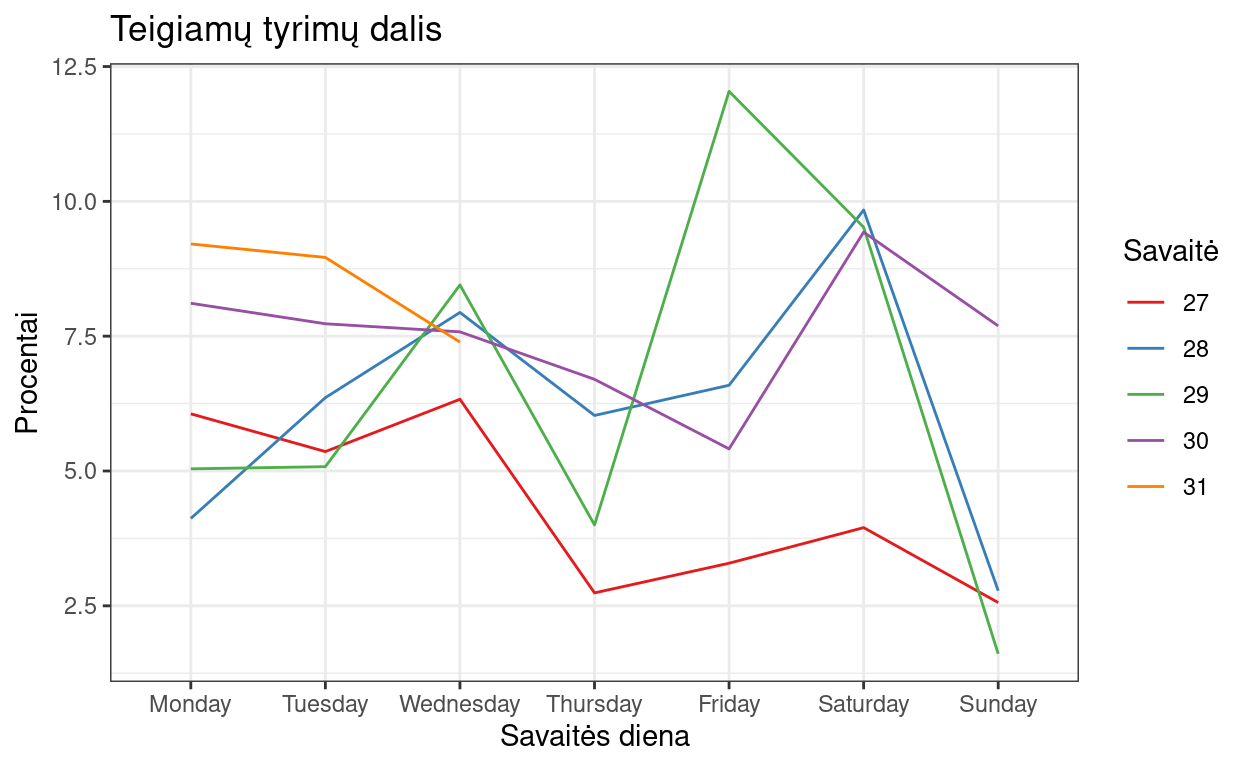 Teigiamų tyrimų dalis
12.5
10.0
7.5
5.0
2.5
Procentai
Monday Tuesday Wednesday Thursday Friday Saturday Sunday
Savaitės diena
Savaitė
27
28
29
30
31